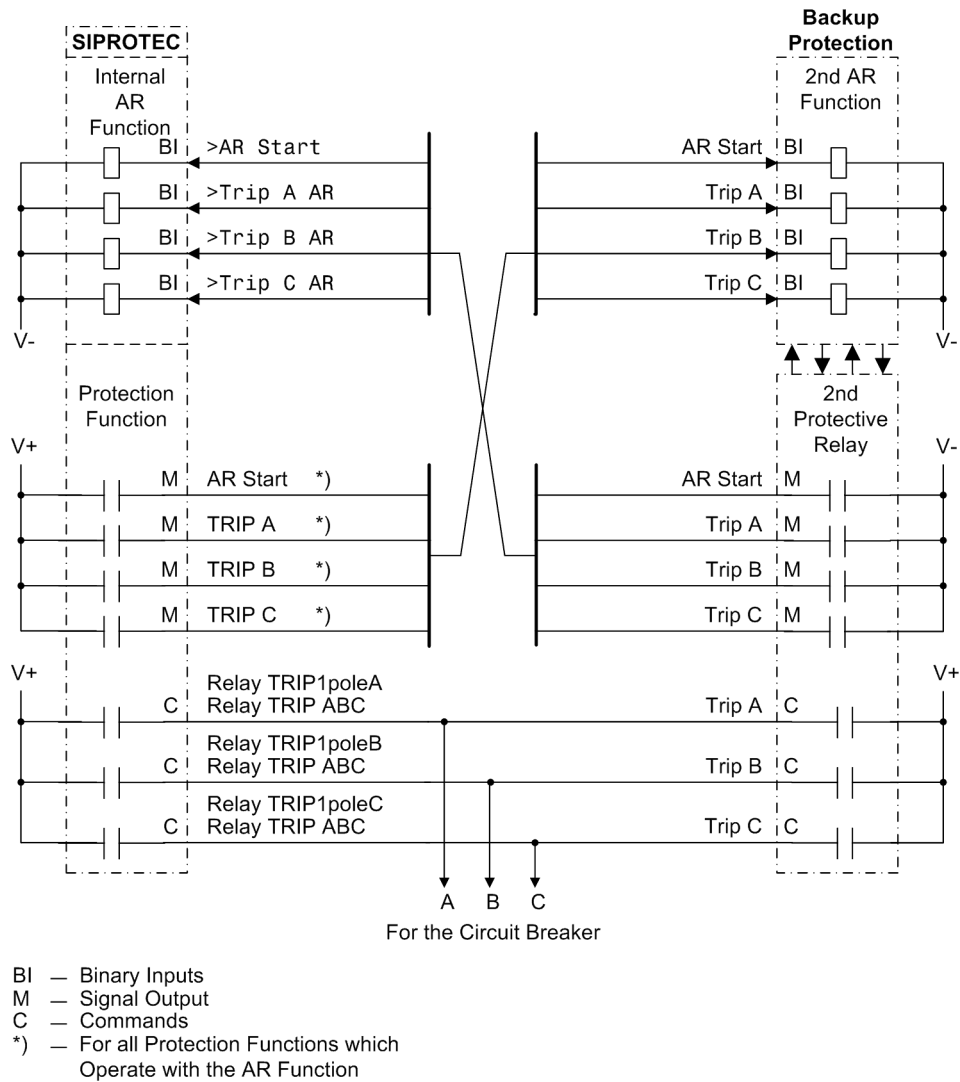 SIPROTEC
Backup
Protection
Internal
AR
Function
2nd AR
Function
BI >AR Start AR Start BI
BI >Trip A AR Trip A BI
BI >Trip B AR Trip B BI
BI >Trip C AR Trip C BI
V- V-
Protection
Function
2nd
Protective
Relay
V+ V-
M AR Start *) AR Start M
M TRIP A *) Trip A M
M TRIP B *) Trip B M
M TRIP C *) Trip C M
V+ V+
Relay TRIP1poleA
C Relay TRIP ABC Trip A C
Relay TRIP1poleB
C Relay TRIP ABC Trip B C
Relay TRIP1poleC
C Relay TRIP ABC Trip C C
A B C
For the Circuit Breaker
BI — Binary Inputs
M — Signal Output
C — Commands
*) — For all Protection Functions which
Operate with the AR Function